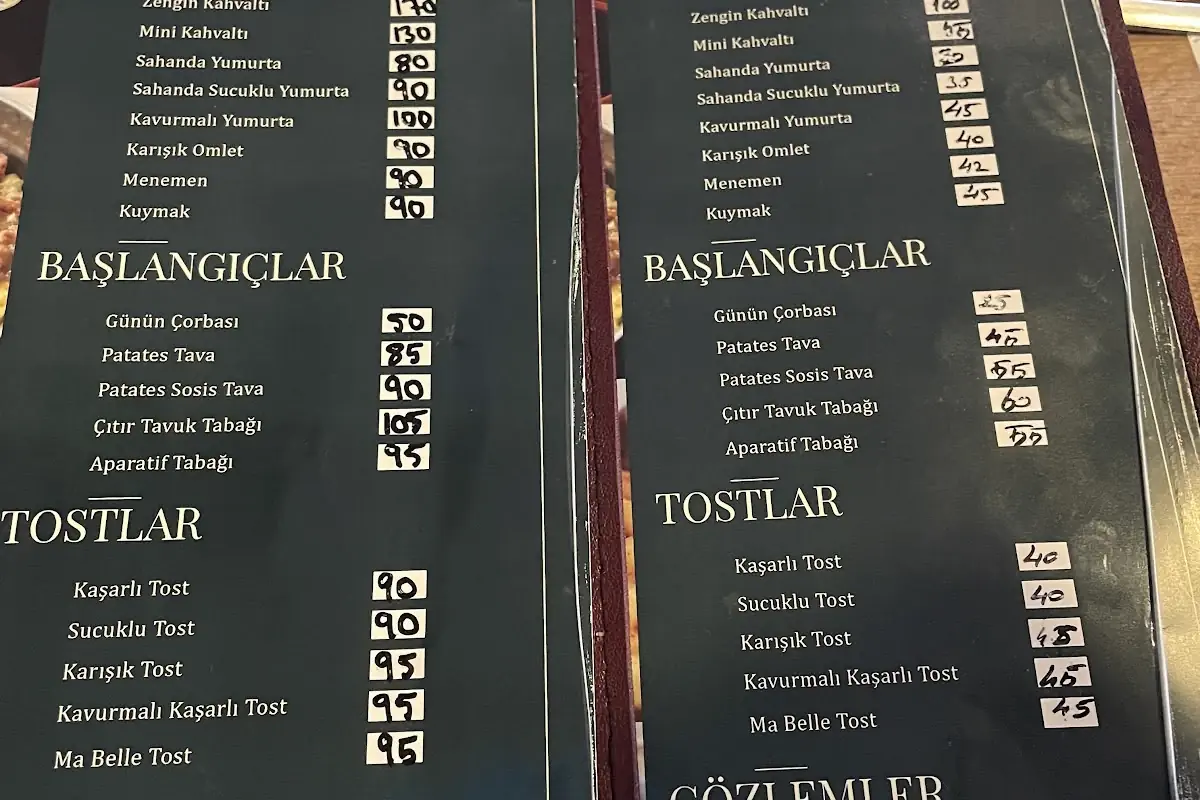 Zengin Kahvaltı 170
Mini Kahvaltı 130
Sahanda Yumurta 80
Sahanda Sucuklu Yumurta 90
Kavurmalı Yumurta 100
Karışık Omlet 90
Menemen 90
Kuymak 90
BAŞLANGIÇLAR
Günün Çorbası 50
Patates Tava 85
Patates Sosis Tava 90
Çıtır Tavuk Tabağı 105
Aparatif Tabağı 95
TOSTLAR
Kaşarlı Tost 90
Sucuklu Tost 90
Karışık Tost 95
Kavurmalı Kaşarlı Tost 95
Ma Belle Tost 95
Zengin Kahvaltı 100
Mini Kahvaltı
Sahanda Yumurta
Sahanda Sucuklu Yumurta 35
Kavurmalı Yumurta 45
Karışık Omlet 40
Menemen 42
Kuymak 45
BAŞLANGIÇLAR
Günün Çorbası 25
Patates Tava 45
Patates Sosis Tava 55
Çıtır Tavuk Tabağı 60
Aparatif Tabağı 55
TOSTLAR
Kaşarlı Tost 40
Sucuklu Tost 40
Karışık Tost 45
Kavurmalı Kaşarlı Tost 45
Ma Belle Tost 45
GÖZLEMLER